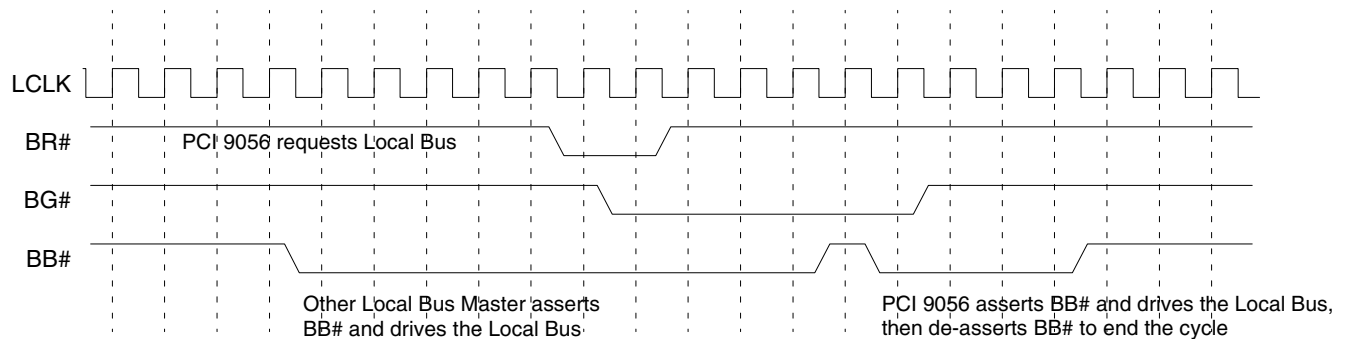 LCLK
BR#
PCI 9056 requests Local Bus
BG#
BB#
Other Local Bus Master asserts
BB# and drives the Local Bus
PCI 9056 asserts BB# and drives the Local Bus,
then de-asserts BB# to end the cycle